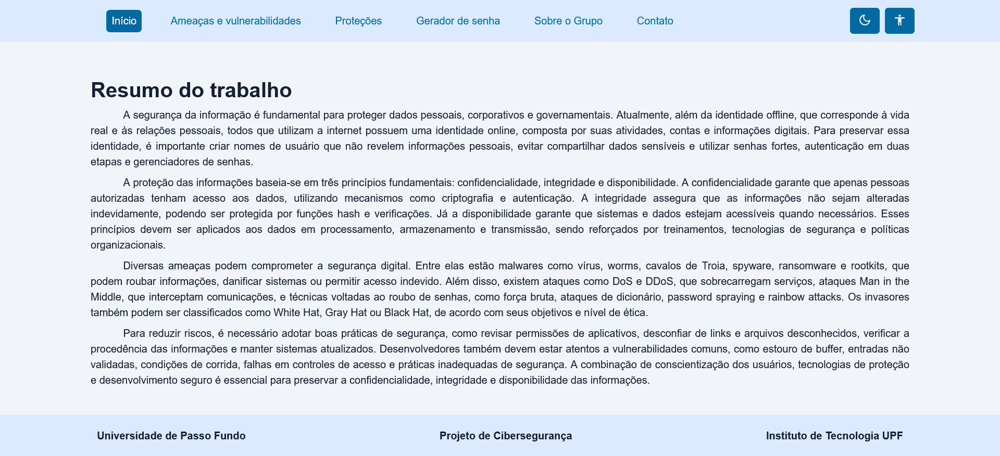 Início
Ameaças e vulnerabilidades
Proteções
Gerador de senha
Sobre o Grupo
Contato
Resumo do trabalho
A segurança da informação é fundamental para proteger dados pessoais, corporativos e governamentais. Atualmente, além da identidade offline, que corresponde à vida
real e às relações pessoais, todos que utilizam a internet possuem uma identidade online, composta por suas atividades, contas e informações digitais. Para preservar essa
identidade, é importante criar nomes de usuário que não revelem informações pessoais, evitar compartilhar dados sensíveis e utilizar senhas fortes, autenticação em duas
etapas e gerenciadores de senhas.
A proteção das informações baseia-se em três princípios fundamentais: confidencialidade, integridade e disponibilidade. A confidencialidade garante que apenas pessoas
autorizadas tenham acesso aos dados, utilizando mecanismos como criptografia e autenticação. A integridade assegura que as informações não sejam alteradas
indevidamente, podendo ser protegida por funções hash e verificações. Já a disponibilidade garante que sistemas e dados estejam acessíveis quando necessários. Esses
princípios devem ser aplicados aos dados em processamento, armazenamento e transmissão, sendo reforçados por treinamentos, tecnologias de segurança e políticas
organizacionais.
Diversas ameaças podem comprometer a segurança digital. Entre elas estão malwares como vírus, worms, cavalos de Troia, spyware, ransomware e rootkits, que
podem roubar informações, danificar sistemas ou permitir acesso indevido. Além disso, existem ataques como DoS e DDoS, que sobrecarregam serviços, ataques Man in the
Middle, que interceptam comunicações, e técnicas voltadas ao roubo de senhas, como força bruta, ataques de dicionário, password spraying e rainbow attacks. Os invasores
também podem ser classificados como White Hat, Gray Hat ou Black Hat, de acordo com seus objetivos e nível de ética.
Para reduzir riscos, é necessário adotar boas práticas de segurança, como revisar permissões de aplicativos, desconfiar de links e arquivos desconhecidos, verificar a
procedência das informações e manter sistemas atualizados. Desenvolvedores também devem estar atentos a vulnerabilidades comuns, como estouro de buffer, entradas não
validadas, condições de corrida, falhas em controles de acesso e práticas inadequadas de segurança. A combinação de conscientização dos usuários, tecnologias de proteção
e desenvolvimento seguro é essencial para preservar a confidencialidade, integridade e disponibilidade das informações.
Universidade de Passo Fundo
Projeto de Cibersegurança
Instituto de Tecnologia UPF